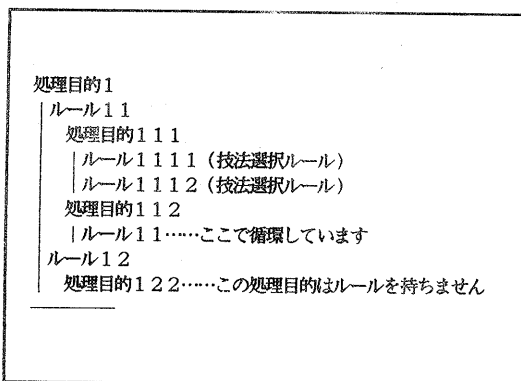 処理目的1
ルール11
処理目的111
ルール1111(技法選択ルール)
ルール1112(技法選択ルール)
処理目的112
ルール11……ここで循環しています
ルール12
処理目的122……この処理目的はルールを持ちません